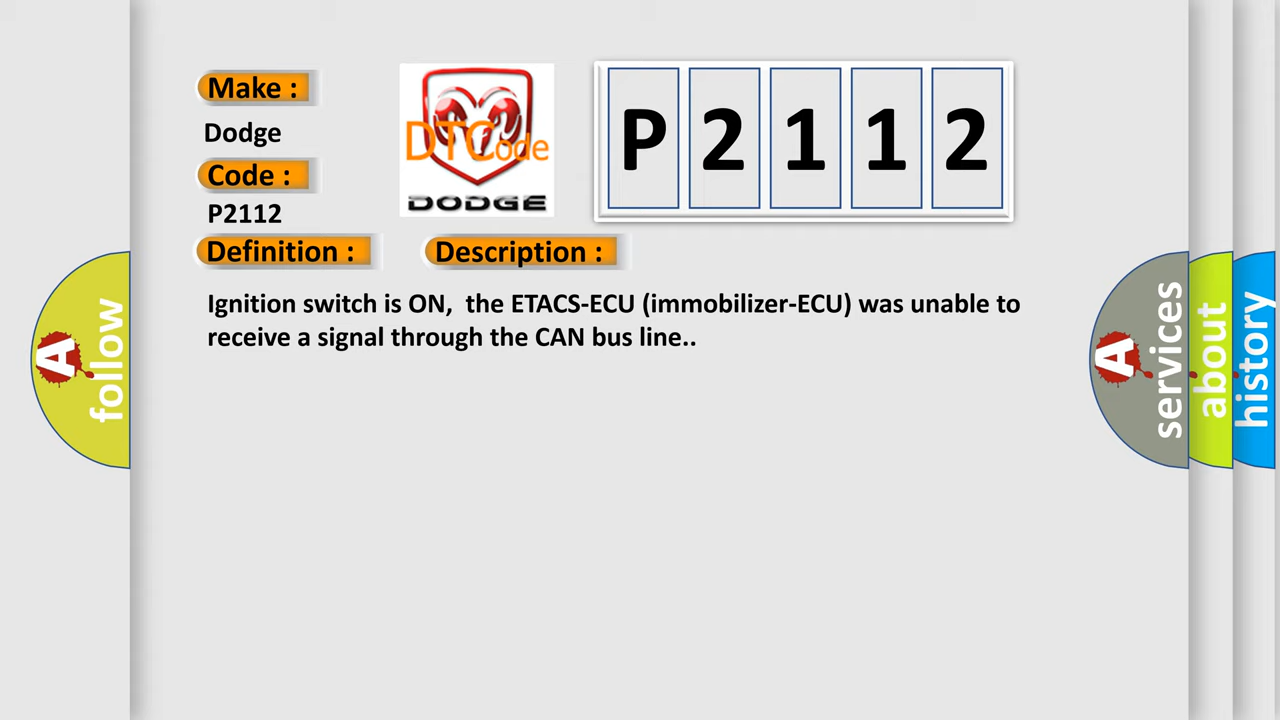 Make :
Dodge
Code :
P2112
DTCode
DODGE
P 2 1 1 2
Definition :
Description :
Ignition switch is ON, the ETACS-ECU (immobilizer-ECU) was unable to
receive a signal through the CAN bus line..
A follow
A services
about
history